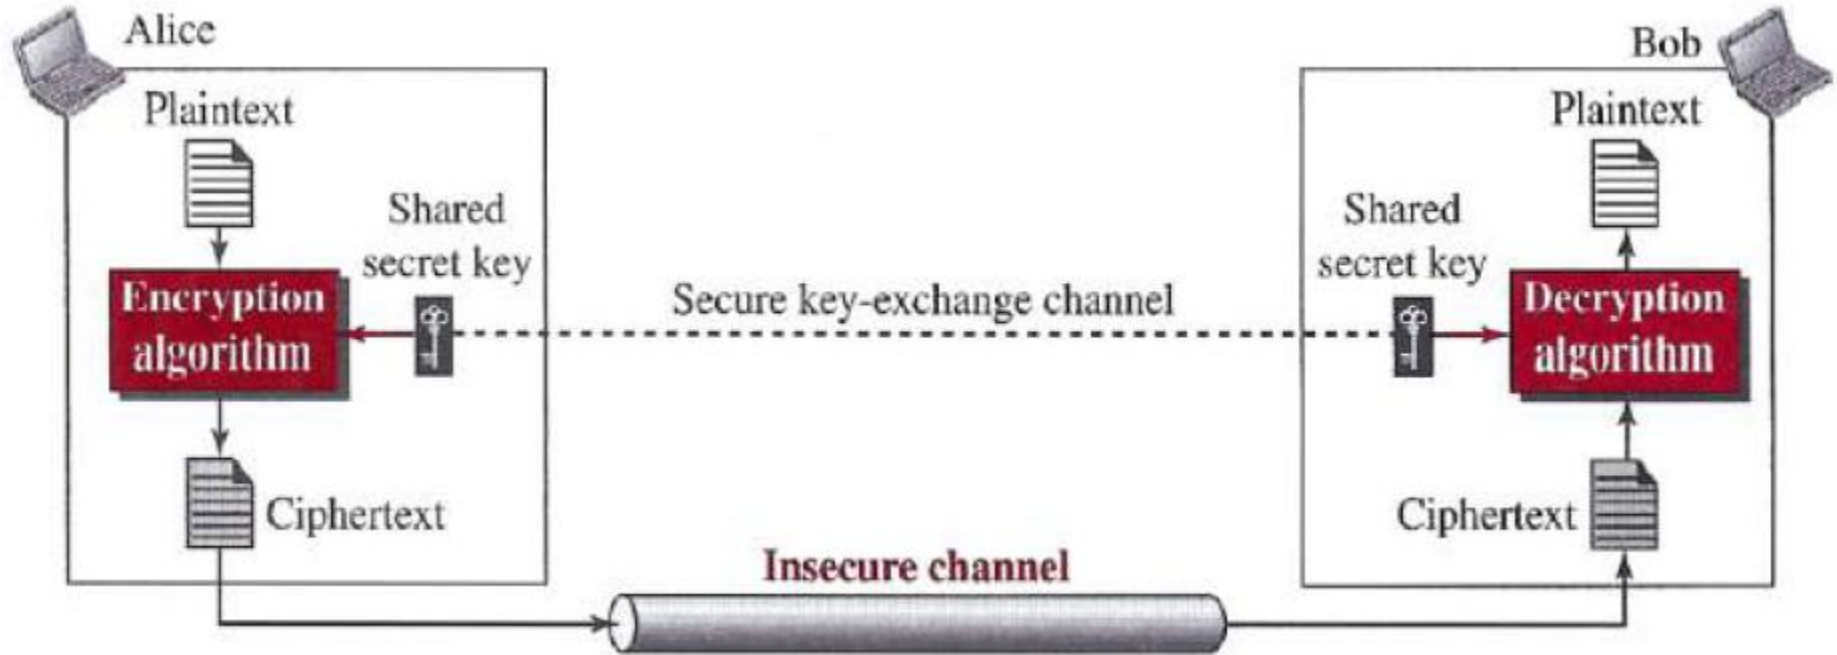 Alice
Plaintext
Shared
secret key
Encryption
algorithm
Ciphertext
Secure key-exchange channel
Insecure channel
Bob
Plaintext
Shared
secret key
Decryption
algorithm
Ciphertext